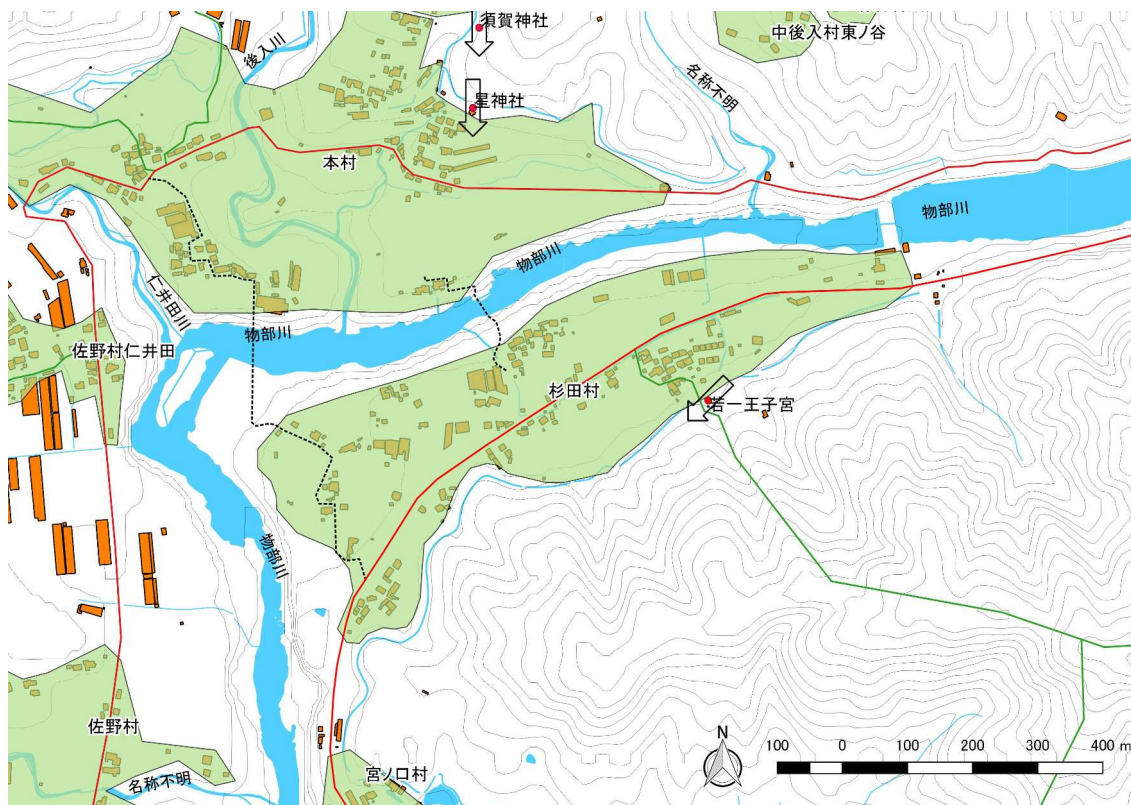 須賀神社
中後入村東ノ谷
後入川
名称不明
星神社
本村
物部川
物部川
仁井田川
物部川
佐野村仁井田
杉田村
若一王子宮
物部川
佐野村
宮ノ口村
名称不明
N
100 0 100 200 300 400 m